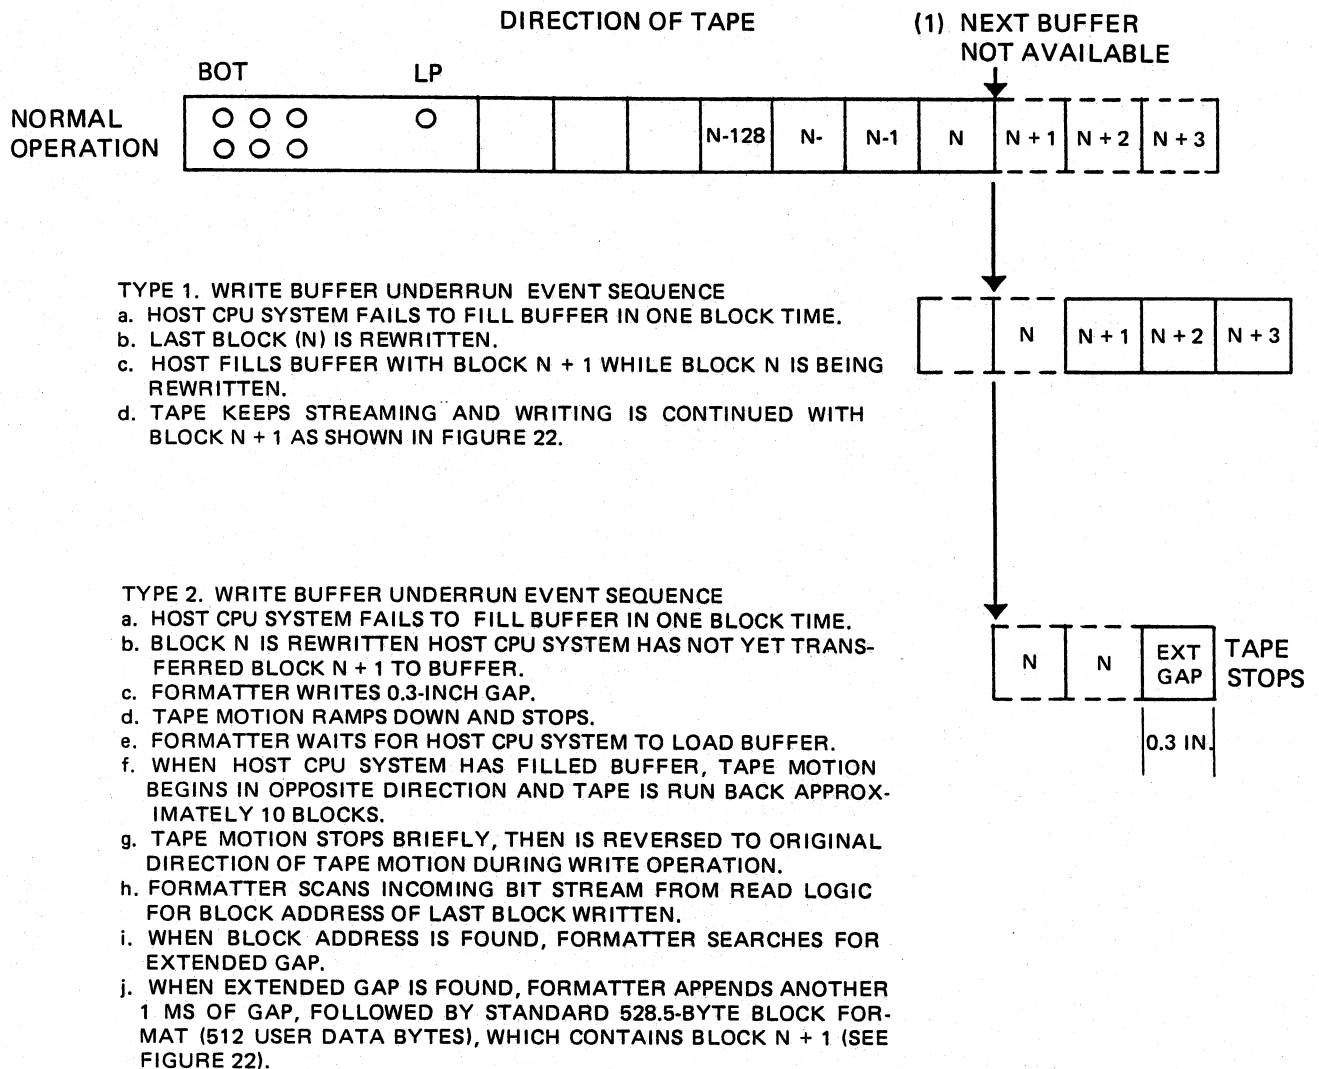 DIRECTION OF TAPE
(1) NEXT BUFFER
NOT AVAILABLE
BOT
LP
NORMAL
OPERATION
N-128
N-
N-1
N
N + 1
N + 2
N + 3
TYPE 1. WRITE BUFFER UNDERRUN EVENT SEQUENCE
a. HOST CPU SYSTEM FAILS TO FILL BUFFER IN ONE BLOCK TIME.
b. LAST BLOCK (N) IS REWRITTEN.
c. HOST FILLS BUFFER WITH BLOCK N + 1 WHILE BLOCK N IS BEING
REWRITTEN.
d. TAPE KEEPS STREAMING AND WRITING IS CONTINUED WITH
BLOCK N + 1 AS SHOWN IN FIGURE 22.
N
N + 1
N + 2
N + 3
TYPE 2. WRITE BUFFER UNDERRUN EVENT SEQUENCE
a. HOST CPU SYSTEM FAILS TO FILL BUFFER IN ONE BLOCK TIME.
b. BLOCK N IS REWRITTEN HOST CPU SYSTEM HAS NOT YET TRANS-
FERRED BLOCK N + 1 TO BUFFER.
c. FORMATTER WRITES 0.3-INCH GAP.
d. TAPE MOTION RAMPS DOWN AND STOPS.
e. FORMATTER WAITS FOR HOST CPU SYSTEM TO LOAD BUFFER.
f. WHEN HOST CPU SYSTEM HAS FILLED BUFFER, TAPE MOTION
BEGINS IN OPPOSITE DIRECTION AND TAPE IS RUN BACK APPROX-
IMATELY 10 BLOCKS.
g. TAPE MOTION STOPS BRIEFLY, THEN IS REVERSED TO ORIGINAL
DIRECTION OF TAPE MOTION DURING WRITE OPERATION.
h. FORMATTER SCANS INCOMING BIT STREAM FROM READ LOGIC
FOR BLOCK ADDRESS OF LAST BLOCK WRITTEN.
i. WHEN BLOCK ADDRESS IS FOUND, FORMATTER SEARCHES FOR
EXTENDED GAP.
j. WHEN EXTENDED GAP IS FOUND, FORMATTER APPENDS ANOTHER
1 MS OF GAP, FOLLOWED BY STANDARD 528.5-BYTE BLOCK FOR-
MAT (512 USER DATA BYTES), WHICH CONTAINS BLOCK N + 1 (SEE
FIGURE 22).
N
N
EXT
GAP
TAPE
STOPS
0.3 IN.